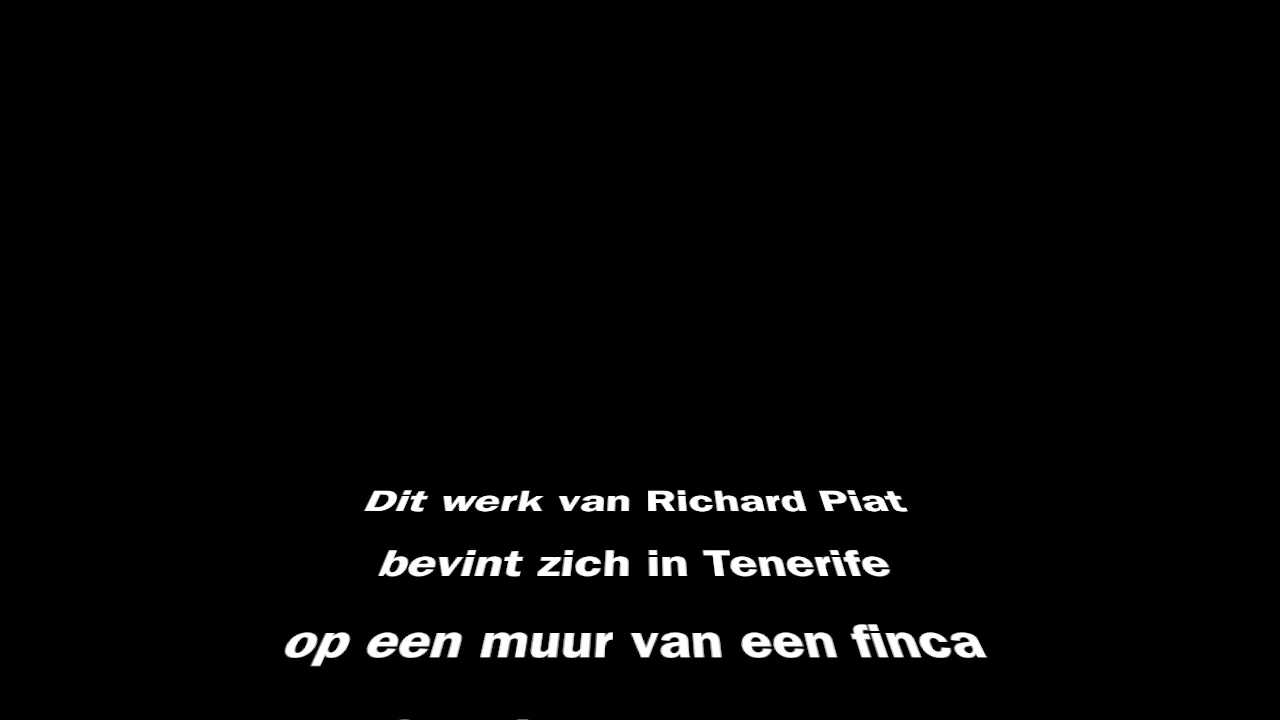 Dit werk van Richard Piat
bevint zich in Tenerife
op een muur van een finca